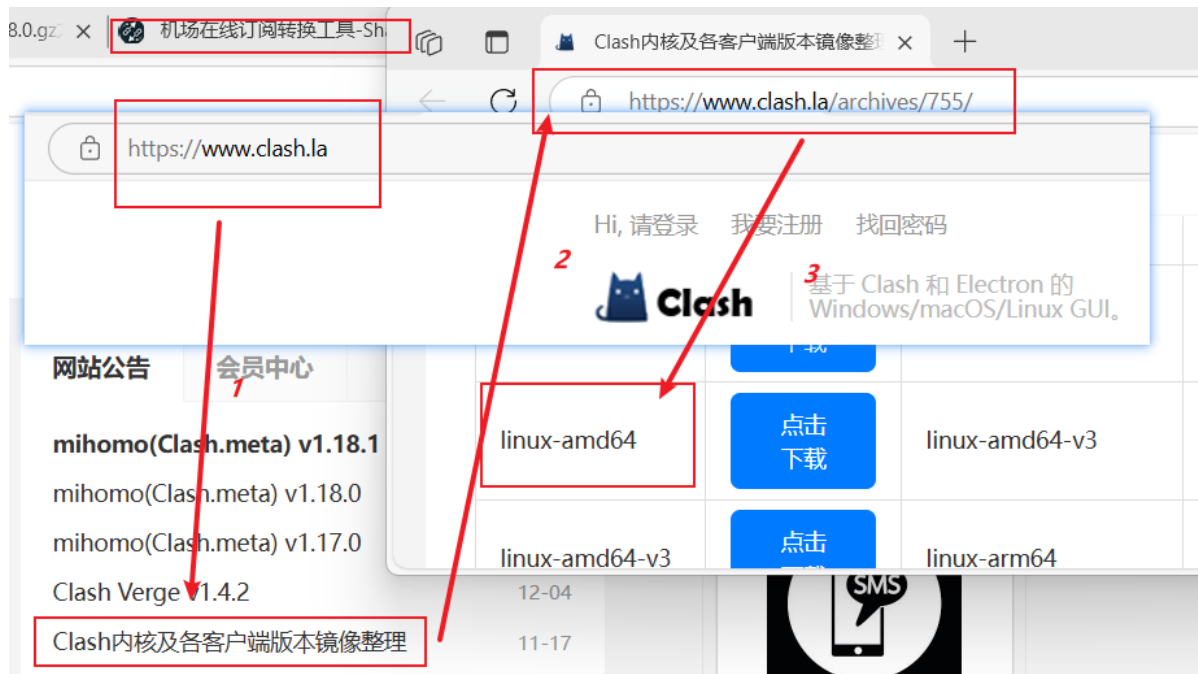 8.0.gz
机场在线订阅转换工具-Sh
Clash内核及各客户端版本镜像整
https://www.clash.la/archives/755/
https://www.clash.la
Hi, 请登录 我要注册 找回密码
2
3
Clash
基于 Clash 和 Electron 的
Windows/macOS/Linux GUI。
网站公告 会员中心
1
下载
linux-amd64
点击
下载
linux-amd64-v3
mihomo(Clash.meta) v1.18.1
mihomo(Clash.meta) v1.18.0
mihomo(Clash.meta) v1.17.0
linux-amd64-v3
点击
linux-arm64
Clash Verge v1.4.2 12-04
SMS
Clash内核及各客户端版本镜像整理 11-17